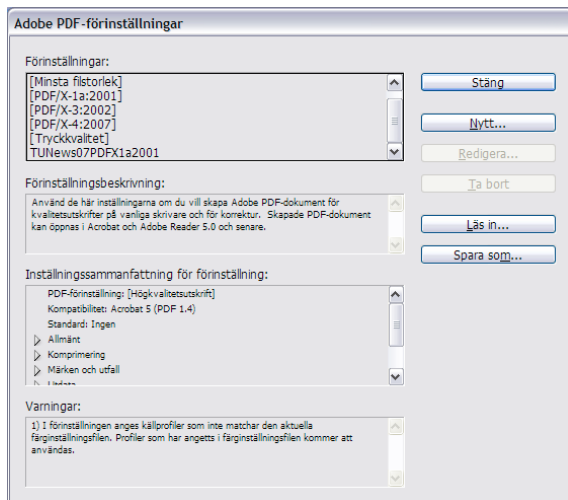 Adobe PDF-förinställningar
Förinställningar:
[Minsta filstorlek]
[PDF/X-1a:2001]
[PDF/X-3:2002]
[PDF/X-4:2007]
[Tryckkvalitet]
TUNews07PDFX1a2001
Stäng
Nytt...
Redigera...
Ta bort
Läs in...
Spara som...
Förinställningsbeskrivning:
Använd de här inställningarna om du vill skapa Adobe PDF-dokument för
kvalitetsutskrifter på vanliga skrivare och för korrektur. Skapade PDF-dokument
kan öppnas i Acrobat och Adobe Reader 5.0 och senare.
Inställningssammanfattning för förinställning:
PDF-förinställning: [Högkvalitetsutskrift]
Kompatibilitet: Acrobat 5 (PDF 1.4)
Standard: Ingen
Allmänt
Komprimering
Märken och utfall
Utdata
Varningar:
1) I förinställningen anges källprofiler som inte matchar den aktuella
färginställningsfilen. Profiler som har angetts i färginställningsfilen kommer att
användas.